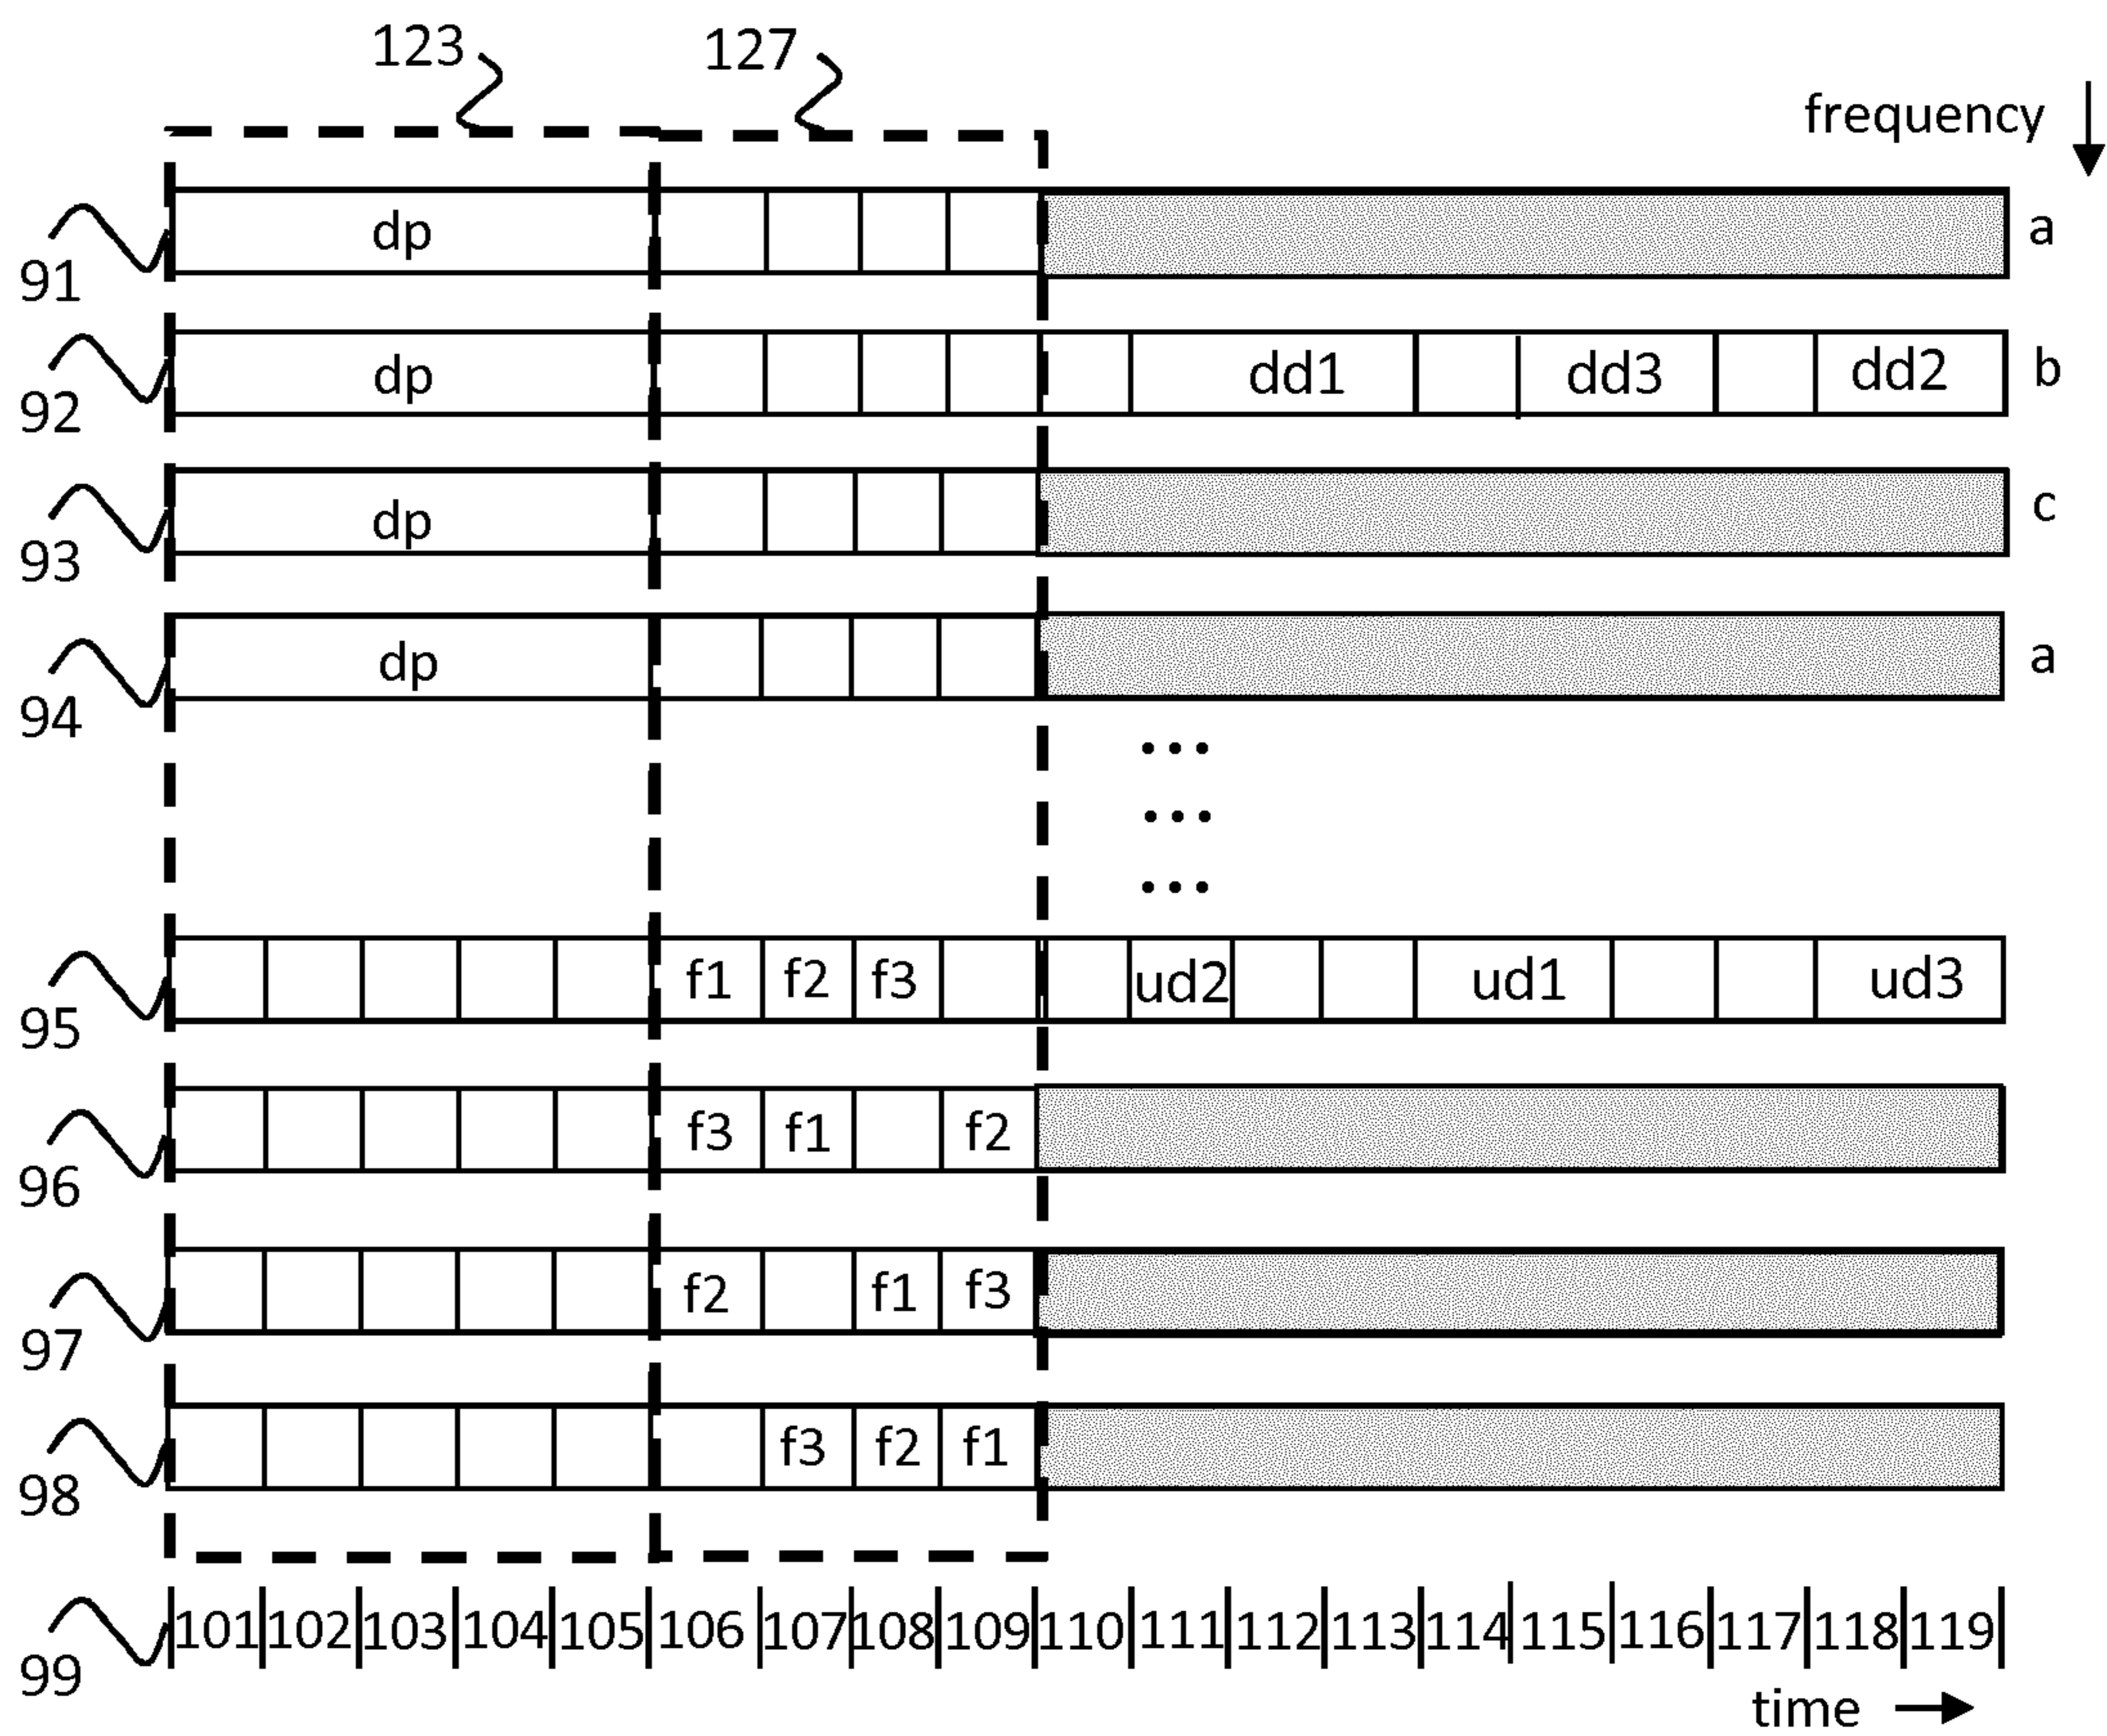 123 127
frequency
dp a
91
dp dd1 dd3 dd2 b
92
dp c
93
dp a
94
...
...
...
f1 f2 f3 ud2 ud1 ud3
95
f3 f1 f2
96
f2 f1 f3
97
f3 f2 f1
98
101 102 103 104 105 106 107 108 109 110 111 112 113 114 115 116 117 118 119
99
time